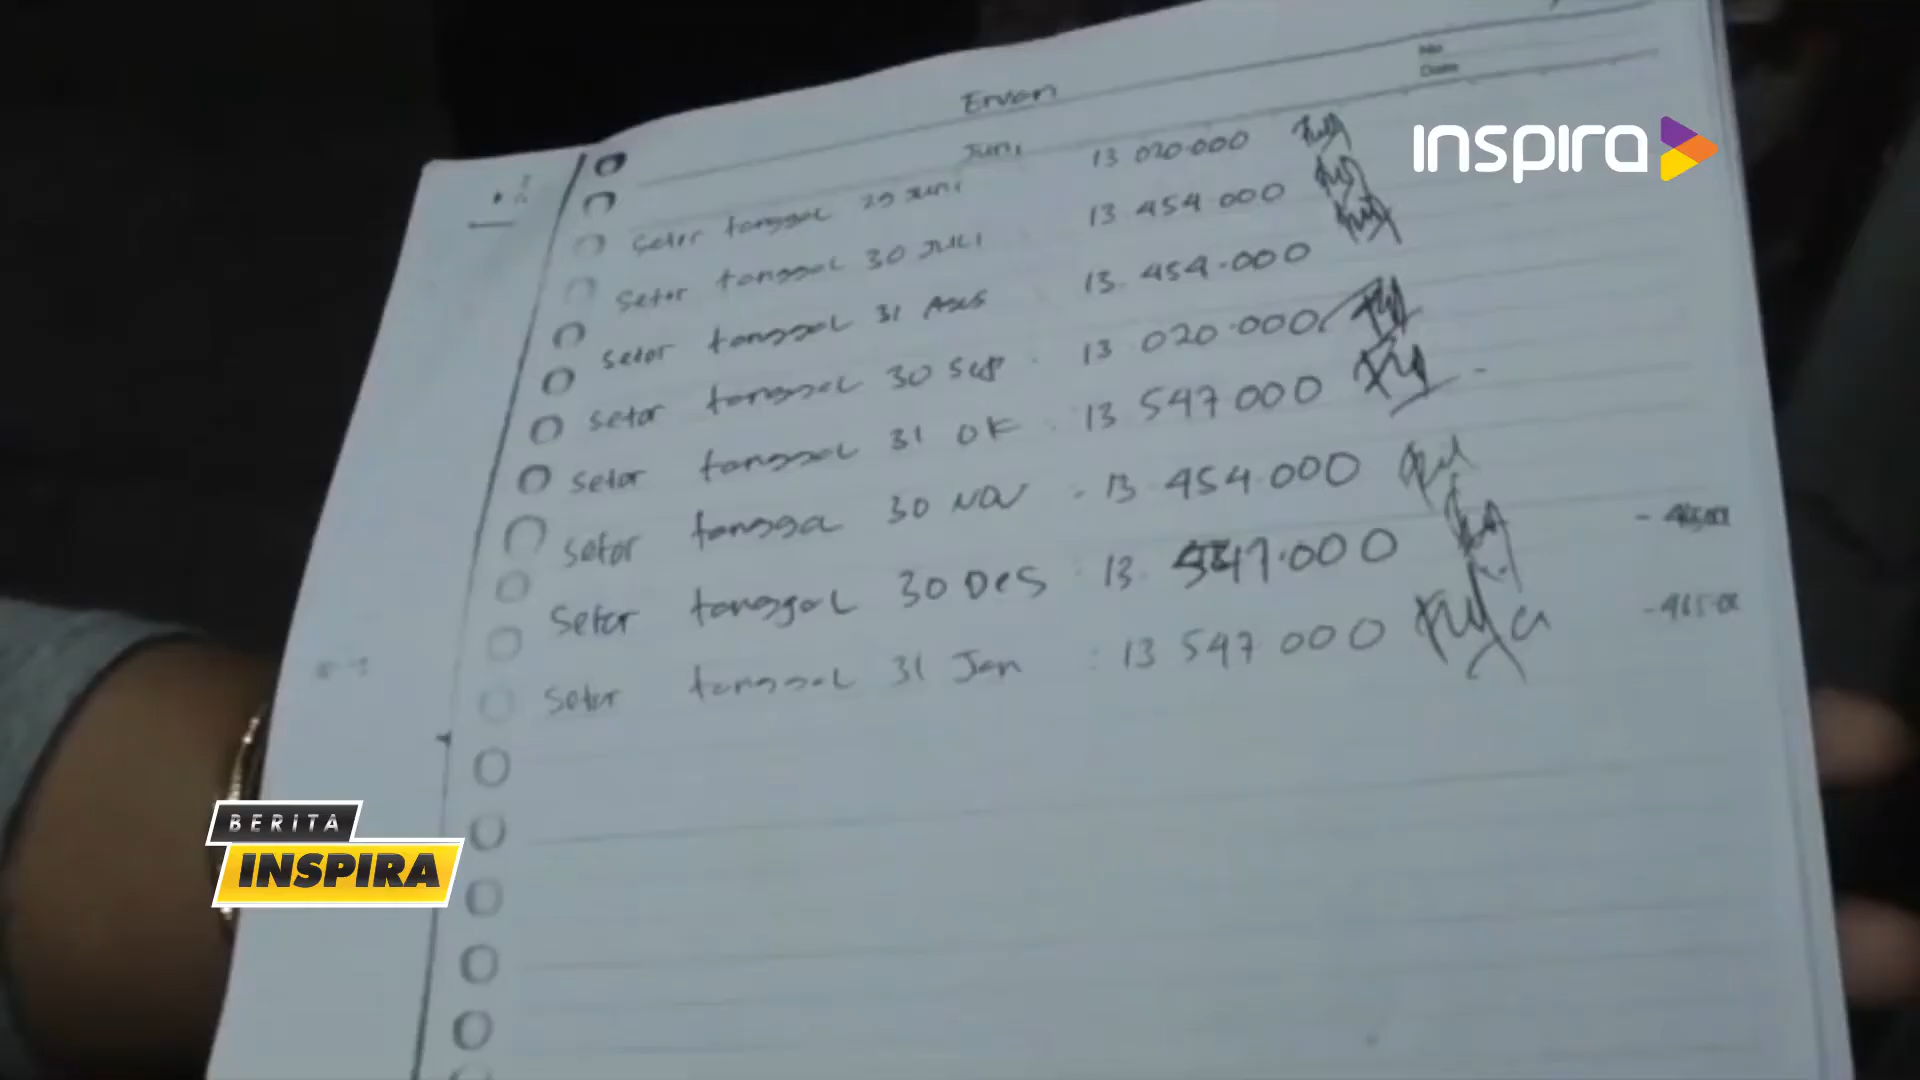 No
Date
Ervan
Juni
inspira
Setor tanggal 29 Juni 13 020.000
Setor tanggal 30 Juli 13 454 000
Setor tanggal 31 Ags 13.454.000
Setor tanggal 30 Sep. 13 020.000
Setor tanggal 31 OK. 13 547 000
Setor tangga 30 Nov. 13 454.000
Setor tanggal 30 Des: 13 547.000
Setor tanggal 31 Jan: 13 547 000
BERITA
INSPIRA